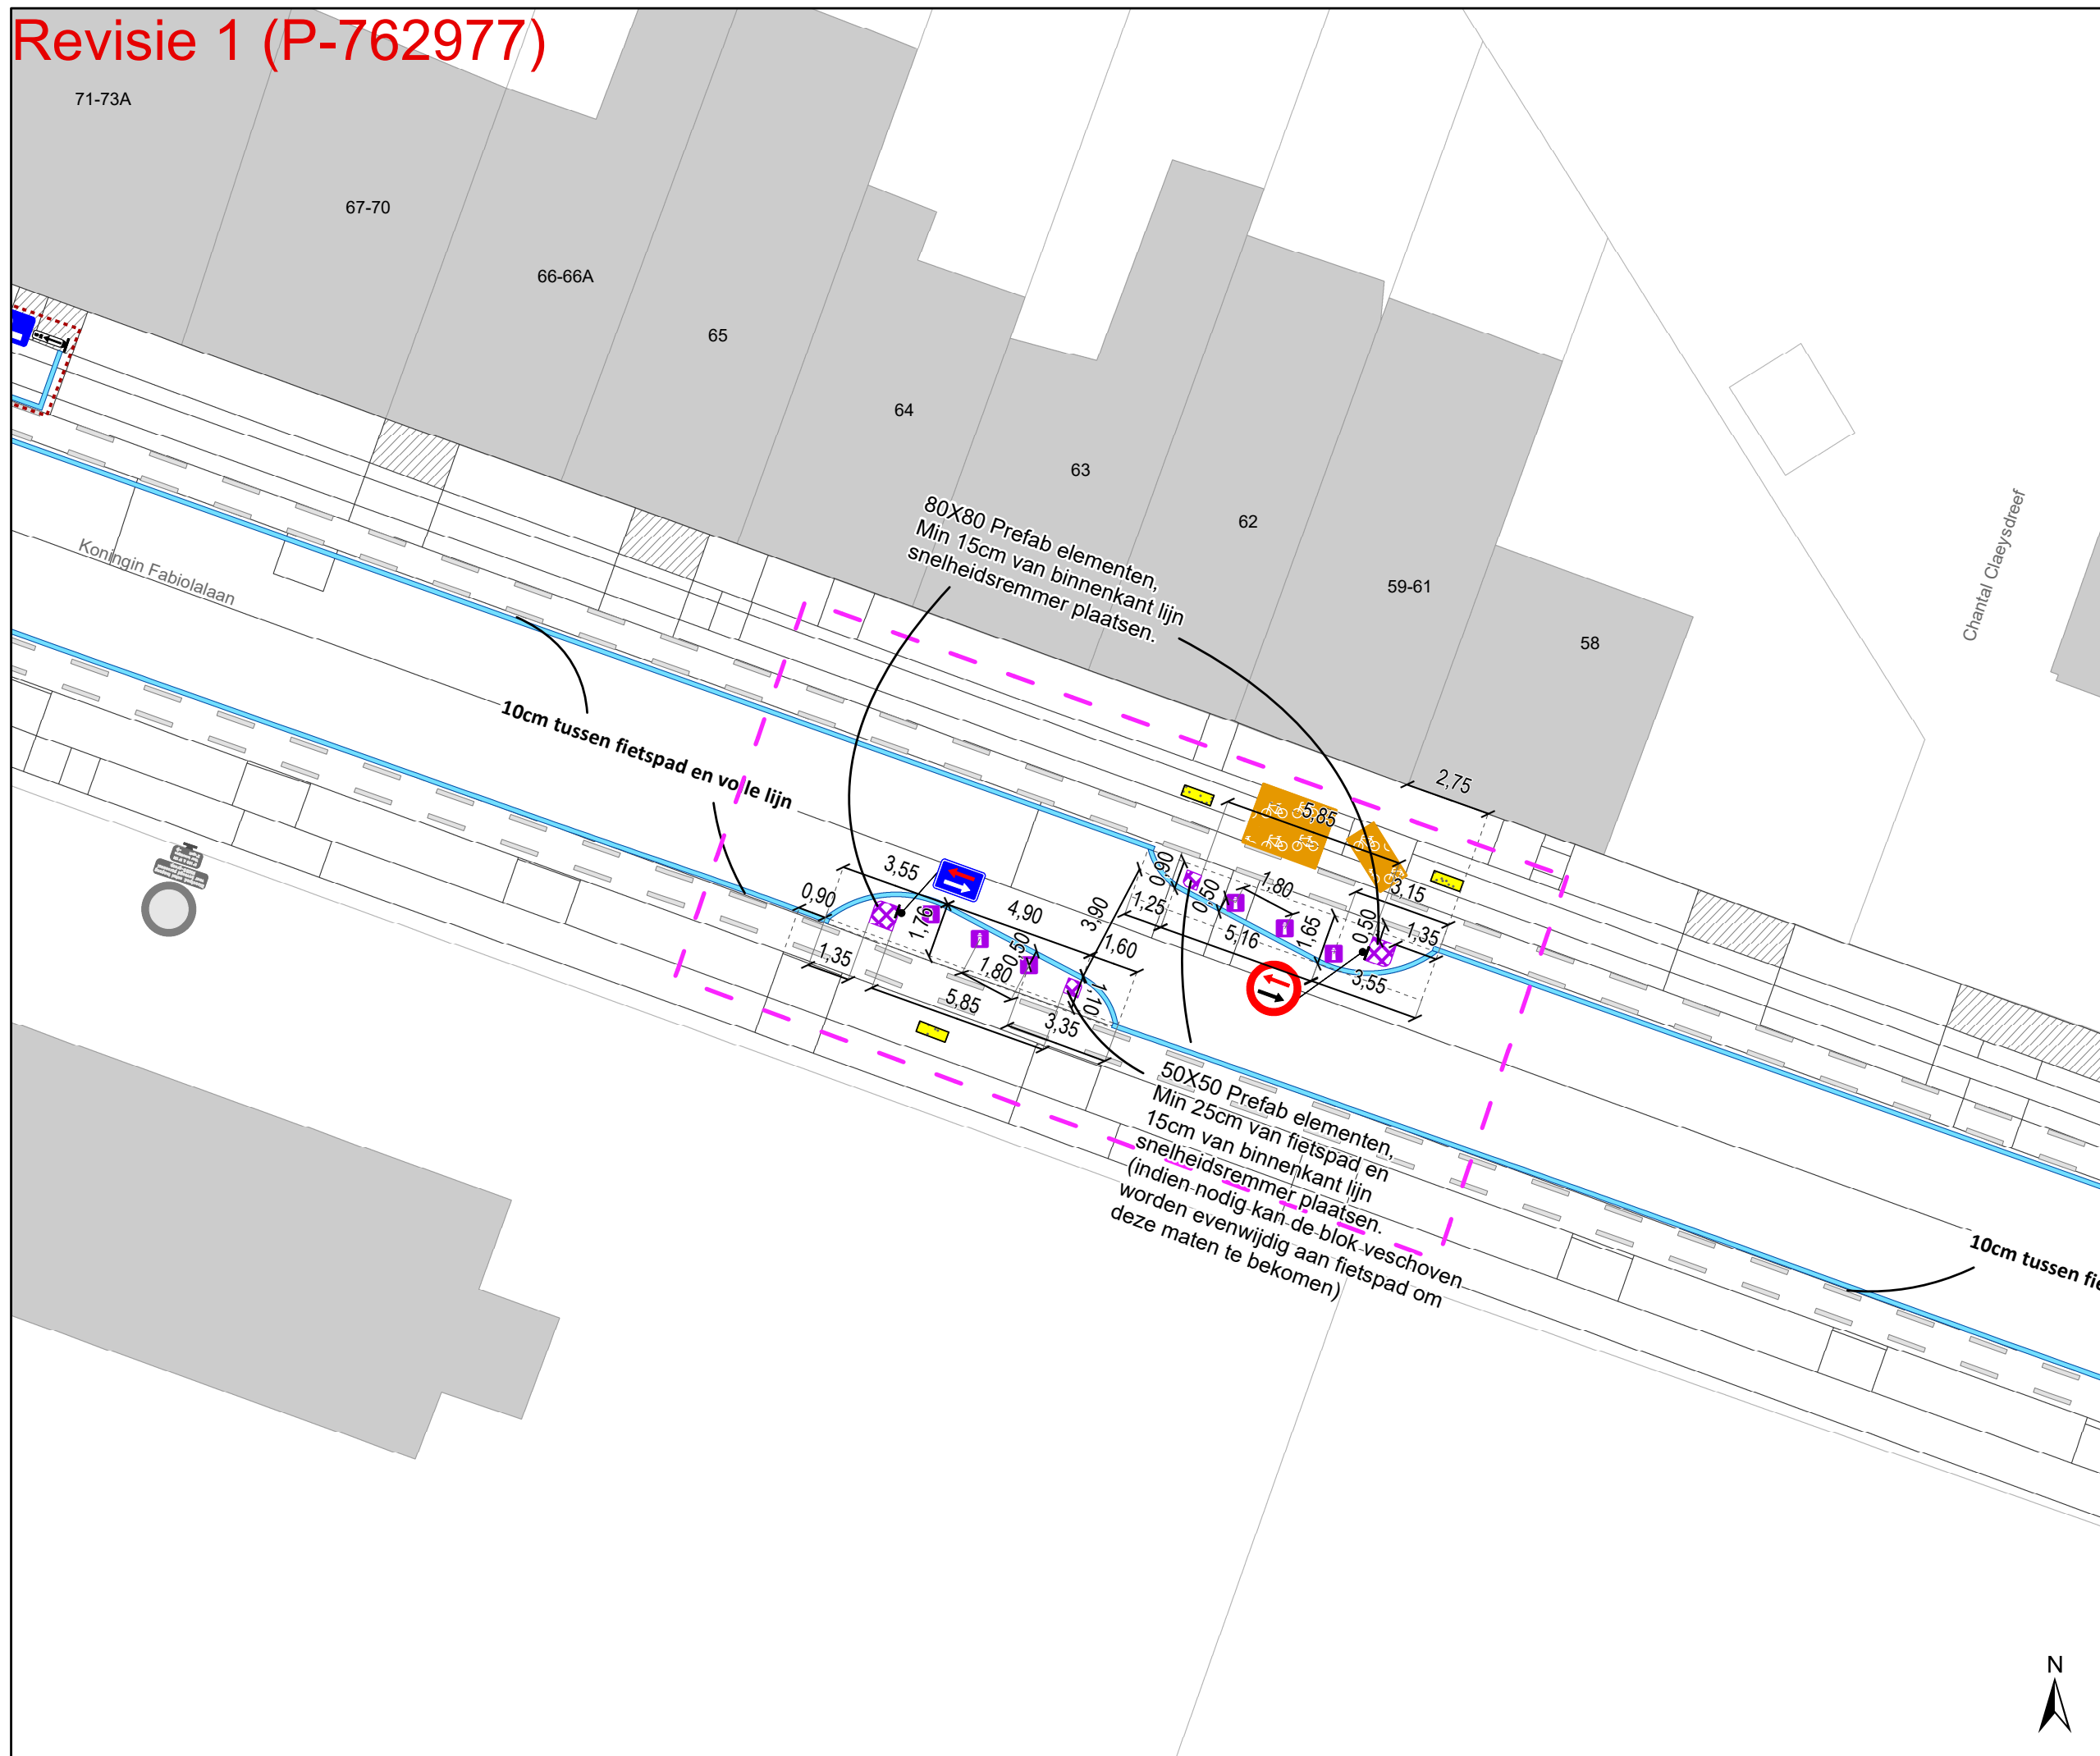 Revisie 1 (P-762977)
71-73A
67-70
66-66A
65
64
63
62
59-61
58
Koningin Fabiolalaan
Chantal Claeysdreef
80X80 Prefab elementen,
Min 15cm van binnenkant lijn
snelheidsremmer plaatsen.
10cm tussen fietspad en volle lijn
2,75
5,85
3,55
0,90
4,90
1,76
1,35
0,50
1,80
5,85
3,35
1,10
1,60
3,90
0,90
1,25
0,50
1,80
5,16
1,65
0,50
3,15
1,35
3,55
50X50 Prefab elementen,
Min 25cm van fietspad en
15cm van binnenkant lijn
snelheidsremmer plaatsen.
(indien nodig kan de blok veschoven
worden evenwijdig aan fietspad om
deze maten te bekomen)
10cm tussen fie
N